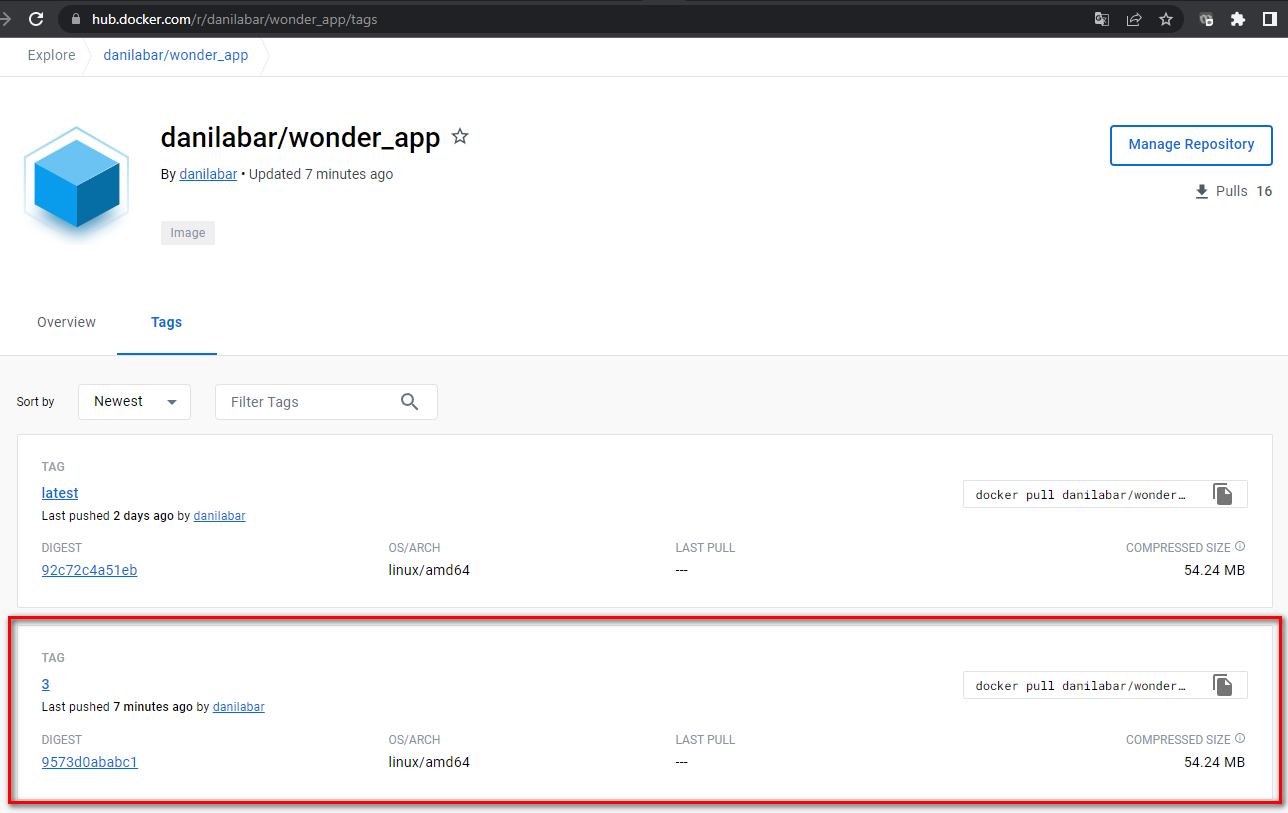 hub.docker.com/r/danilabar/wonder_app/tags
Explore danilabar/wonder_app
danilabar/wonder_app
Manage Repository
By danilabar • Updated 7 minutes ago
Pulls 16
Image
Overview Tags
Sort by Newest Filter Tags
TAG
latest
docker pull danilabar/wonder…
Last pushed 2 days ago by danilabar
DIGEST OS/ARCH LAST PULL COMPRESSED SIZE
92c72c4a51eb linux/amd64 --- 54.24 MB
TAG
3
docker pull danilabar/wonder…
Last pushed 7 minutes ago by danilabar
DIGEST OS/ARCH LAST PULL COMPRESSED SIZE
9573d0ababc1 linux/amd64 --- 54.24 MB